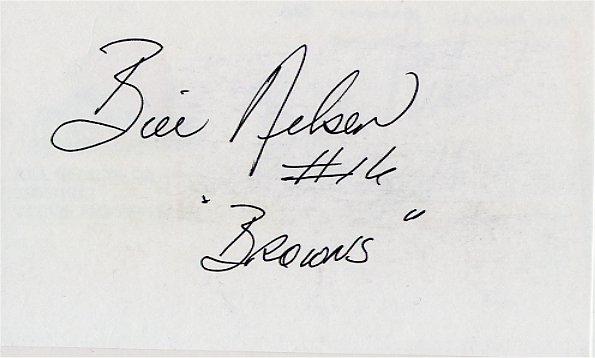 Bill Nelsen
#16
"Browns"